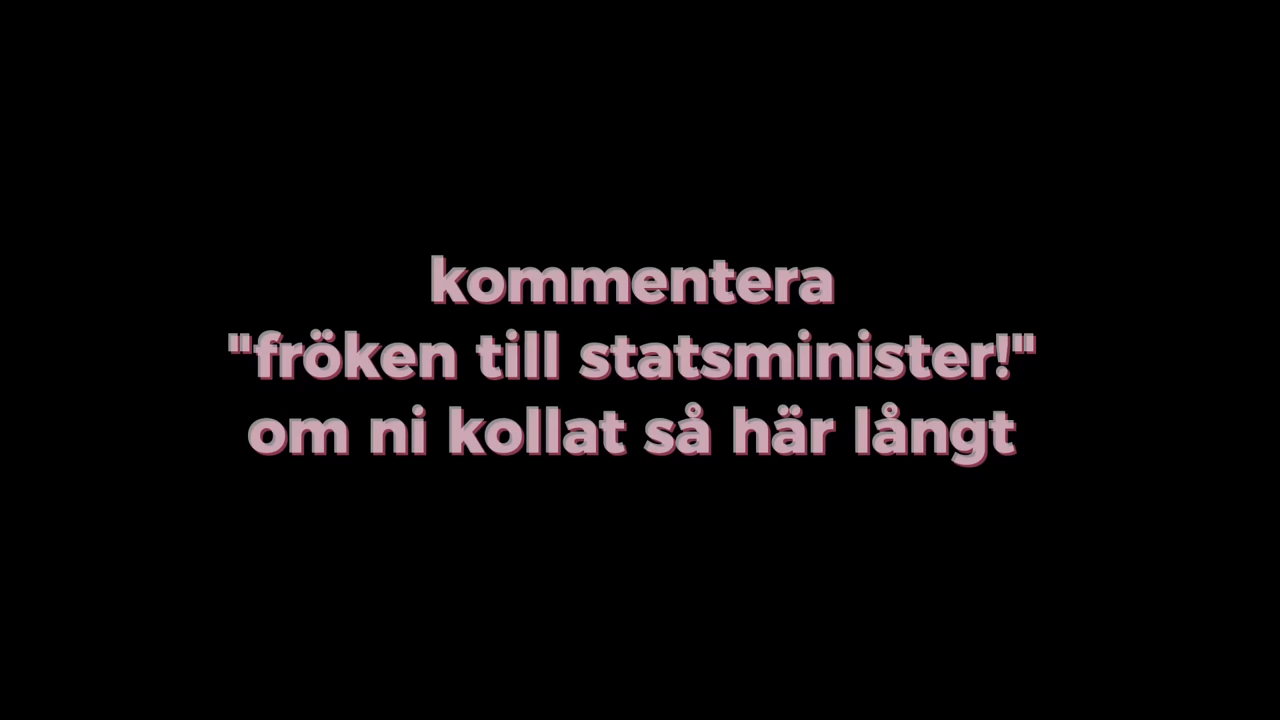 kommentera
"fröken till statsminister!"
om ni kollat så här långt